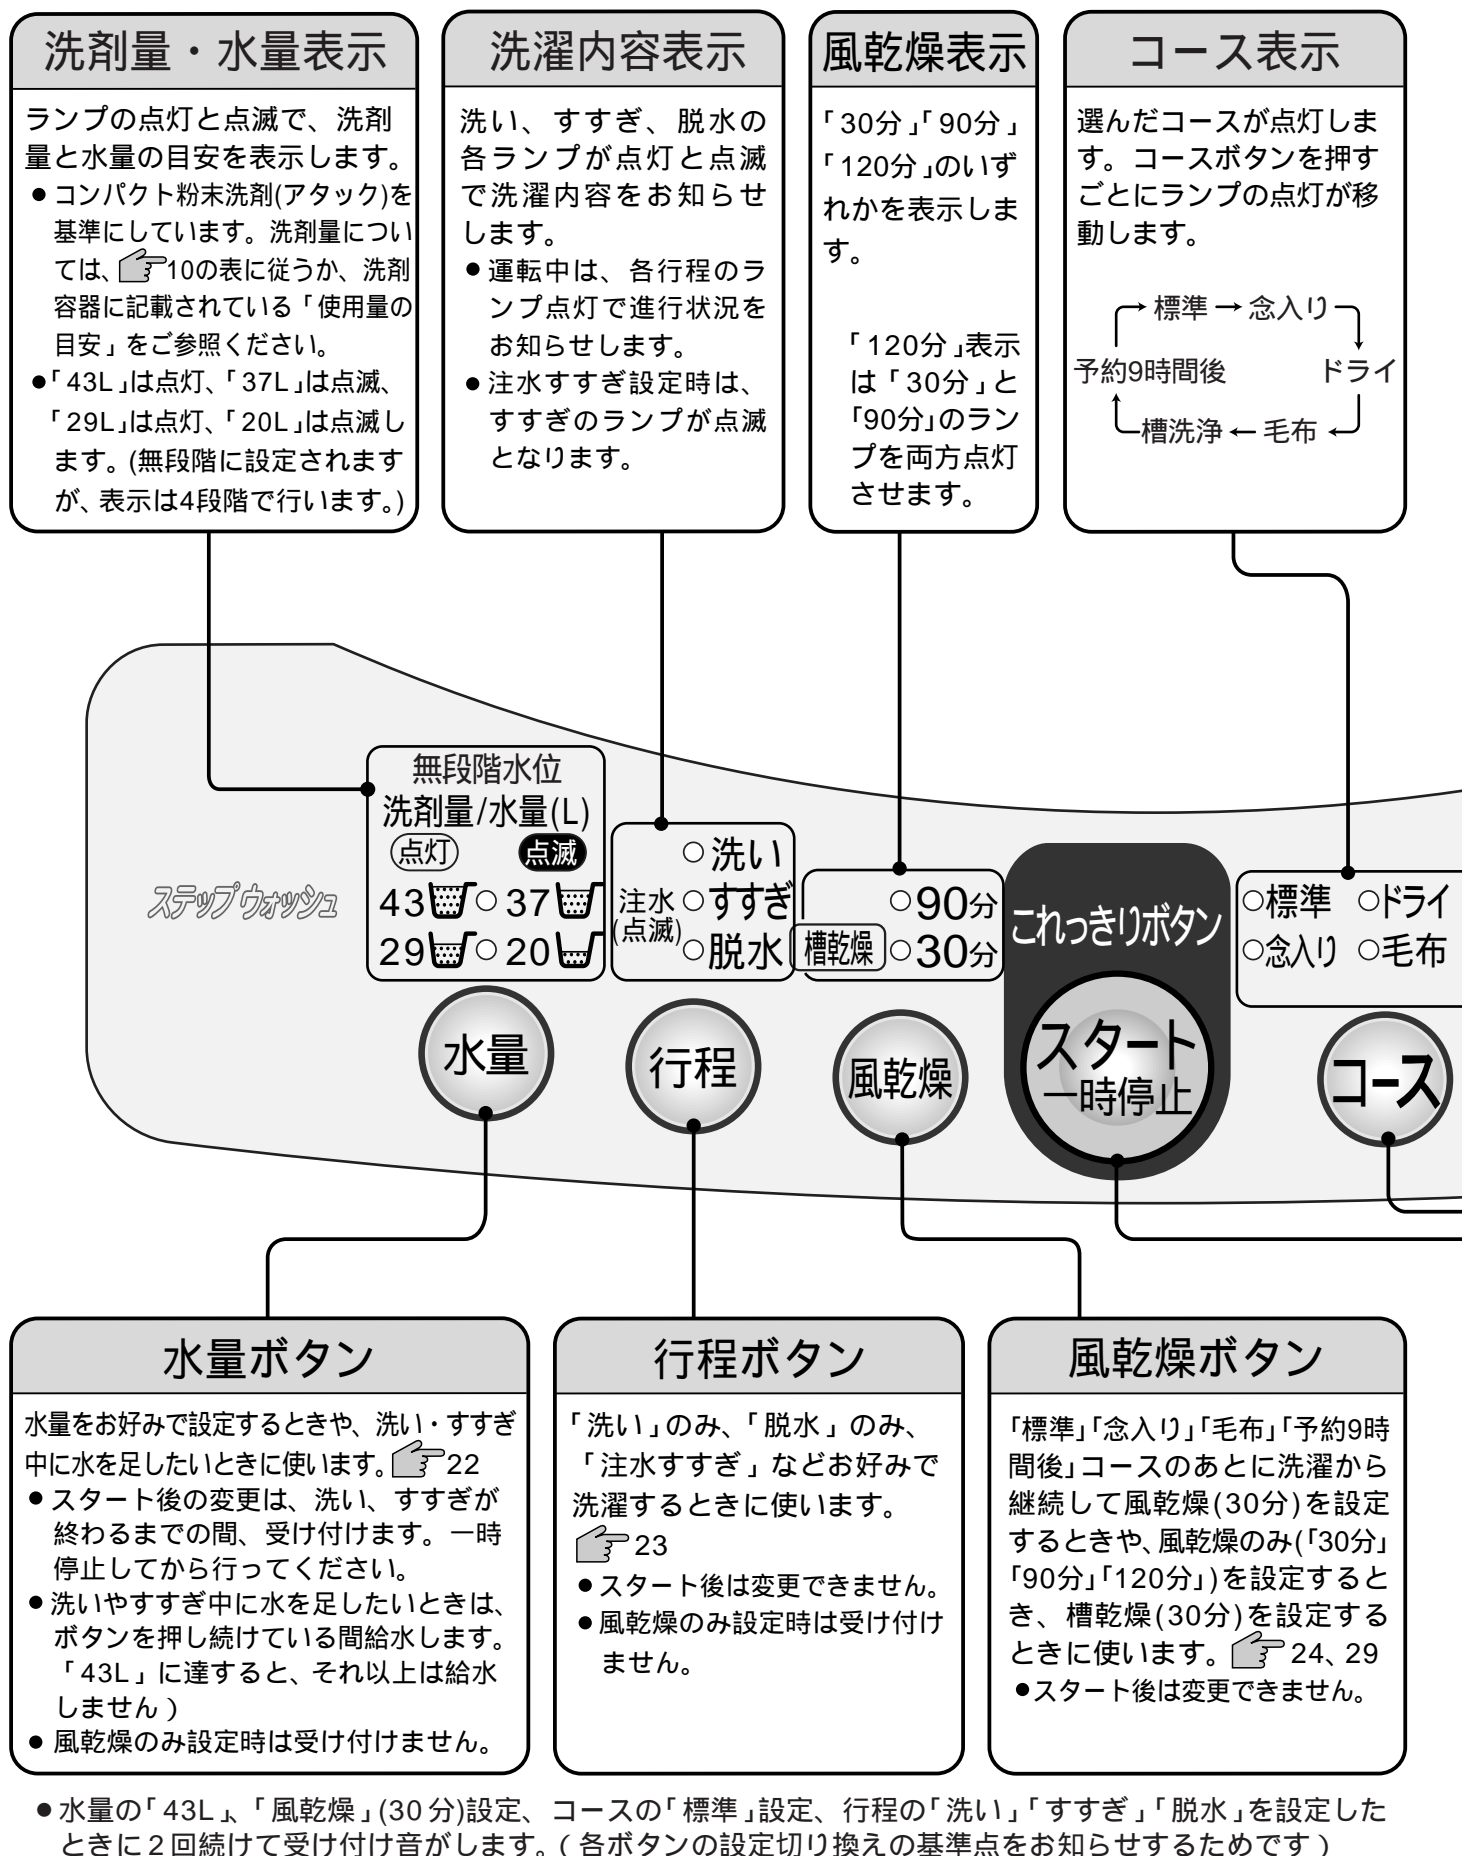 洗剤量・水量表示
ランプの点灯と点滅で、洗剤
量と水量の目安を表示します。
●コンパクト粉末洗剤(アタック)を
基準にしています。洗剤量につい
ては、10の表に従うか、洗剤
容器に記載されている「使用量の
目安」をご参照ください。
●「43L」は点灯、「37L」は点滅、
「29L」は点灯、「20L」は点滅し
ます。(無段階に設定されます
が、表示は4段階で行います。)
洗濯内容表示
洗い、すすぎ、脱水の
各ランプが点灯と点滅
で洗濯内容をお知らせ
します。
●運転中は、各行程のラ
ンプ点灯で進行状況を
お知らせします。
●注水すすぎ設定時は、
すすぎのランプが点滅
となります。
風乾燥表示
「30分」「90分」
「120分」のいず
れかを表示しま
す。
「120分」表示
は「30分」と
「90分」のラン
プを両方点灯
させます。
コース表示
選んだコースが点灯しま
す。コースボタンを押す
ごとにランプの点灯が移
動します。
標準→念入り
予約9時間後 ドライ
槽洗浄←毛布
ステップウォッシュ
無段階水位
洗剤量/水量(L)
点灯 点滅
43 ○ 37
29 ○ 20
○洗い
注水○すすぎ
(点滅)
○脱水
○90分
槽乾燥 ○30分
これっきりボタン
○標準 ○ドライ
○念入り ○毛布
水量
行程
風乾燥
スタート
一時停止
コース
水量ボタン
水量をお好みで設定するときや、洗い・すすぎ
中に水を足したいときに使います。22
●スタート後の変更は、洗い、すすぎが
終わるまでの間、受け付けます。一時
停止してから行ってください。
●洗いやすすぎ中に水を足したいときは、
ボタンを押し続けている間給水します。
「43L」に達すると、それ以上は給水
しません)
●風乾燥のみ設定時は受け付けません。
行程ボタン
「洗い」のみ、「脱水」のみ、
「注水すすぎ」などお好みで
洗濯するときに使います。
23
●スタート後は変更できません。
●風乾燥のみ設定時は受け付け
ません。
風乾燥ボタン
「標準」「念入り」「毛布」「予約9時
間後」コースのあとに洗濯から
継続して風乾燥(30分)を設定
するときや、風乾燥のみ(「30分」
「90分」「120分」)を設定すると
き、槽乾燥(30分)を設定する
ときに使います。24、29
●スタート後は変更できません。
●水量の「43L」、「風乾燥」(30分)設定、コースの「標準」設定、行程の「洗い」「すすぎ」「脱水」を設定した
ときに2回続けて受け付け音がします。(各ボタンの設定切り換えの基準点をお知らせするためです)